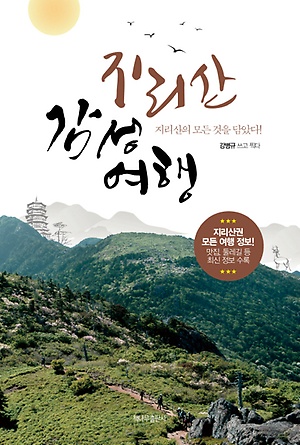 지리산
지리산의 모든 것을 담았다!
감성
강병규 쓰고 찍다
여행
★★★
지리산권
모든 여행 정보!
맛집, 둘레길 등
최신 정보 수록
★★★